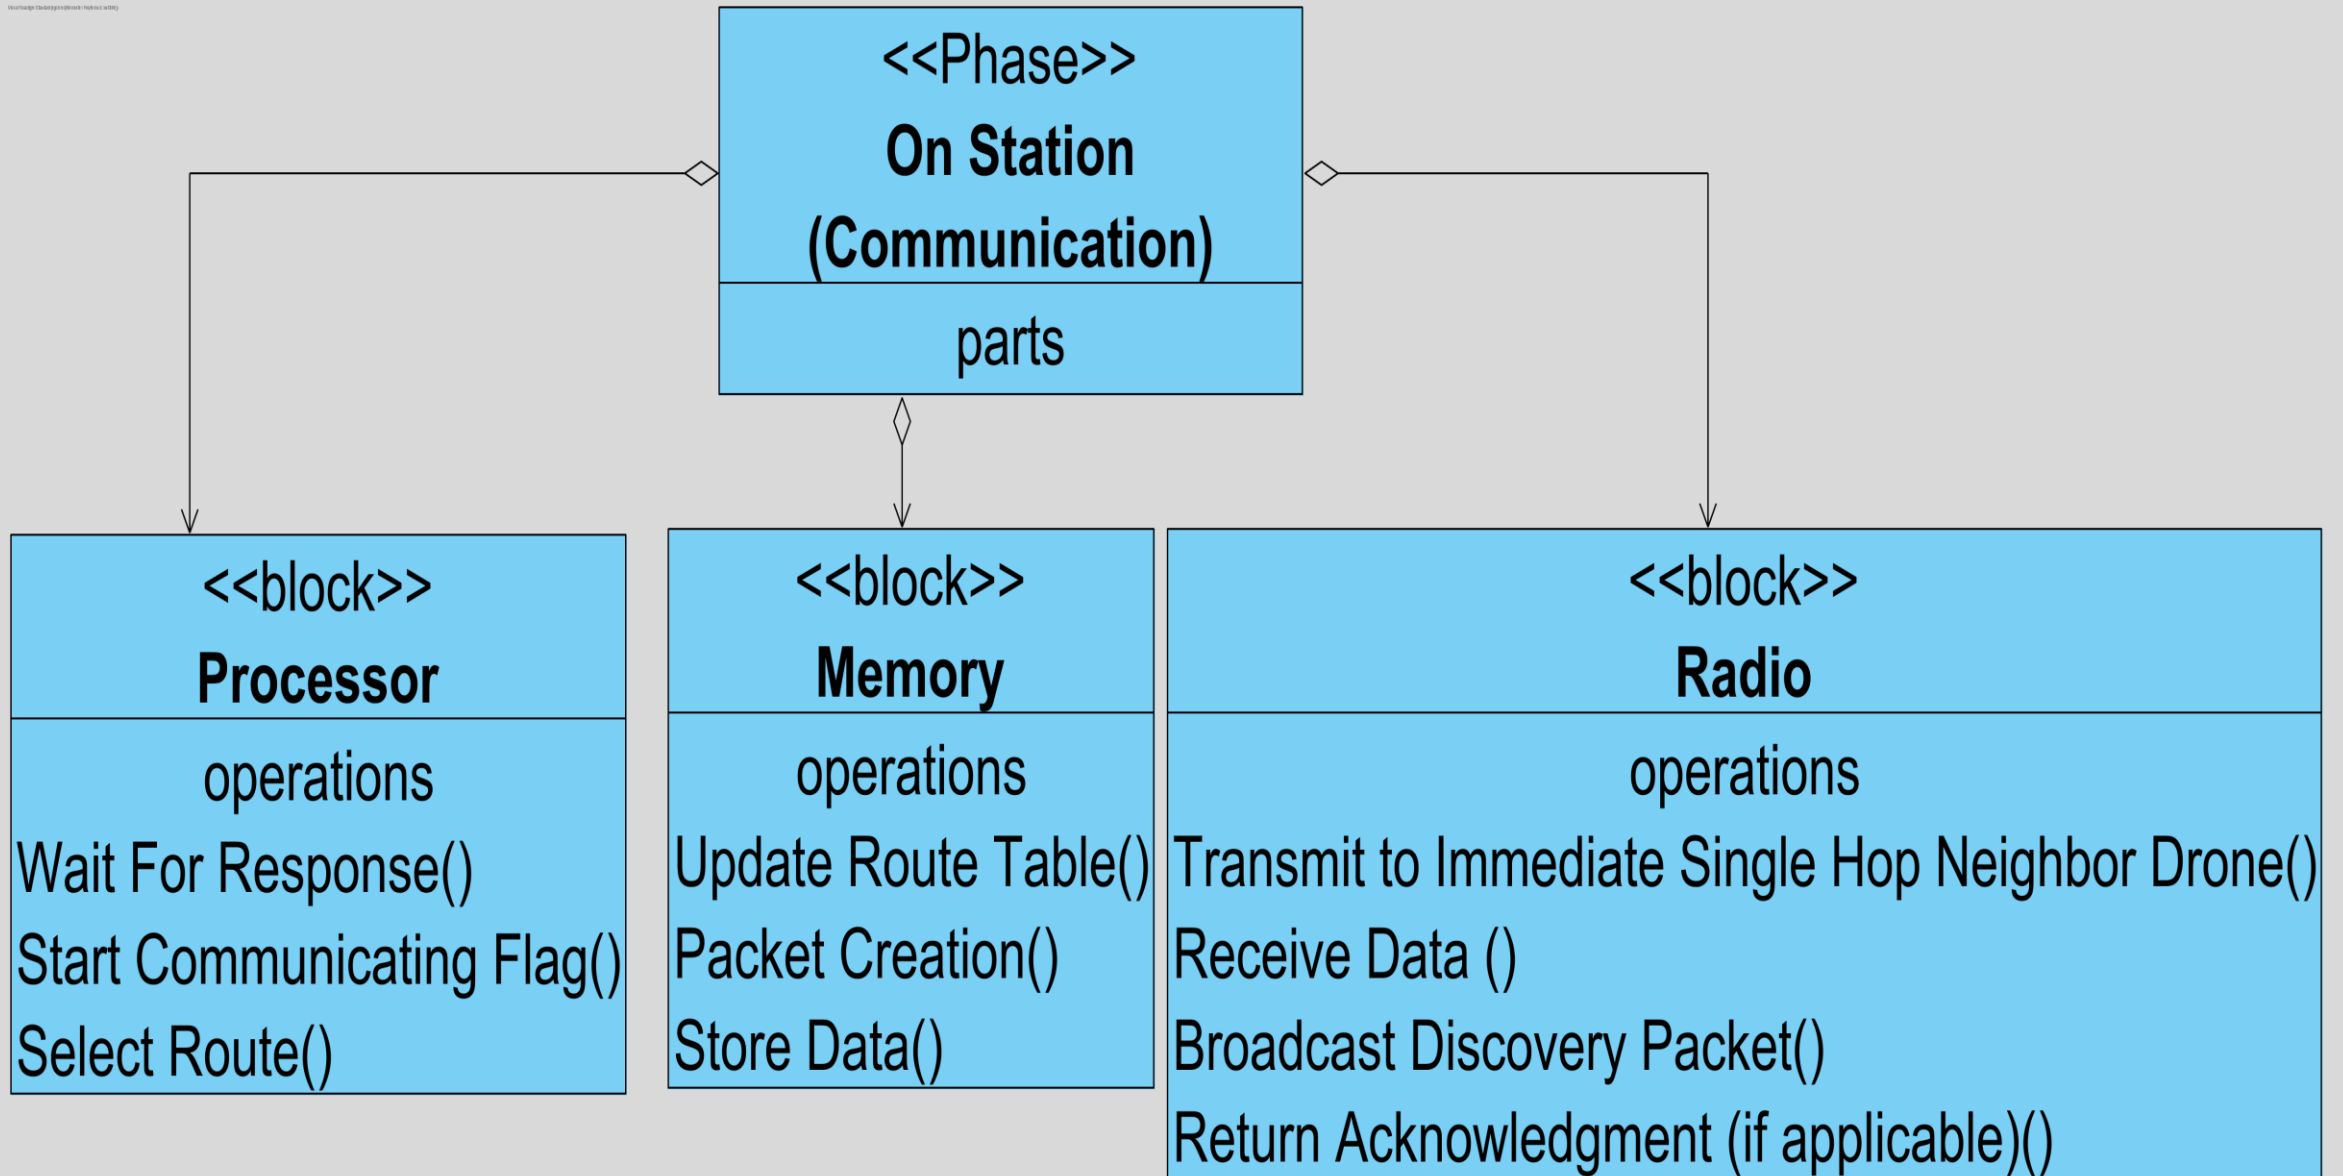 <<Phase>>
On Station
(Communication)
parts
<<block>>
Processor
operations
Wait For Response()
Start Communicating Flag()
Select Route()
<<block>>
Memory
operations
Update Route Table()
Packet Creation()
Store Data()
<<block>>
Radio
operations
Transmit to Immediate Single Hop Neighbor Drone()
Receive Data ()
Broadcast Discovery Packet()
Return Acknowledgment (if applicable)()